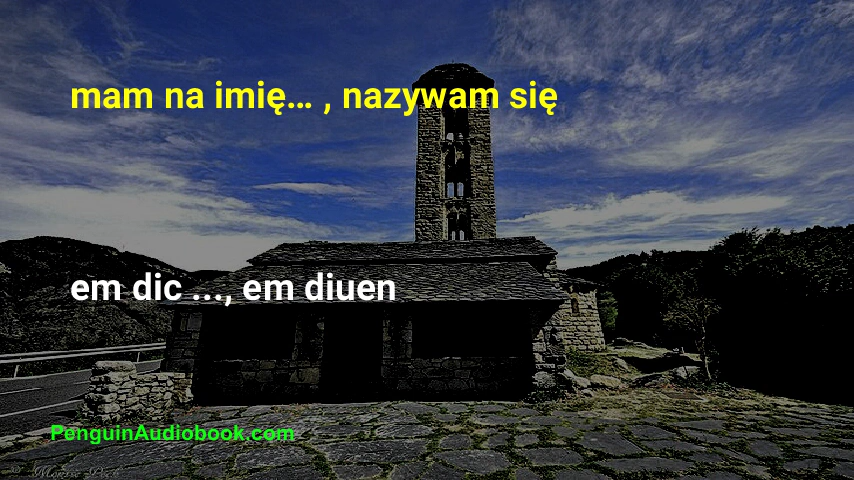 mam na imię… , nazywam się
em dic ..., em diuen
PenguinAudiobook.com